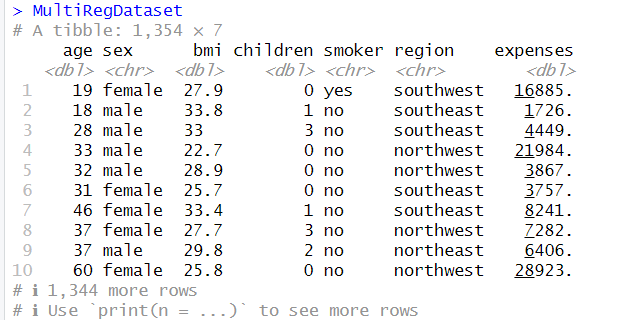 > MultiRegDataset
# A tibble: 1,354 × 7
age sex bmi children smoker region expenses
<dbl> <chr> <dbl> <dbl> <chr> <chr> <dbl>
1 19 female 27.9 0 yes southwest 16885.
2 18 male 33.8 1 no southeast 1726.
3 28 male 33 3 no southeast 4449.
4 33 male 22.7 0 no northwest 21984.
5 32 male 28.9 0 no northwest 3867.
6 31 female 25.7 0 no southeast 3757.
7 46 female 33.4 1 no southeast 8241.
8 37 female 27.7 3 no northwest 7282.
9 37 male 29.8 2 no northeast 6406.
10 60 female 25.8 0 no northwest 28923.
# ℹ 1,344 more rows
# ℹ Use `print(n = ...)` to see more rows